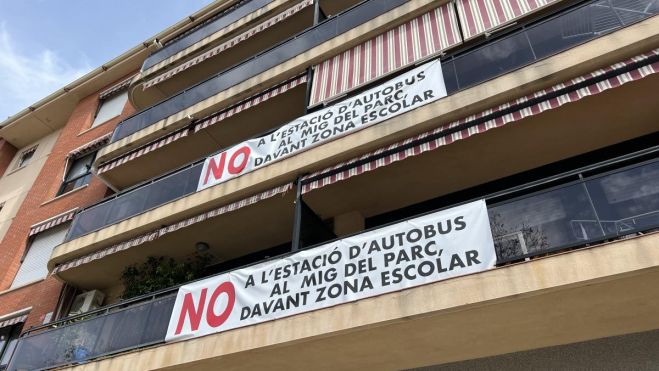 NO A L'ESTACIÓ D'AUTOBUS
AL MIG DEL PARC,
DAVANT ZONA ESCOLAR
NO A L'ESTACIÓ D'AUTOBUS
AL MIG DEL PARC,
DAVANT ZONA ESCOLAR